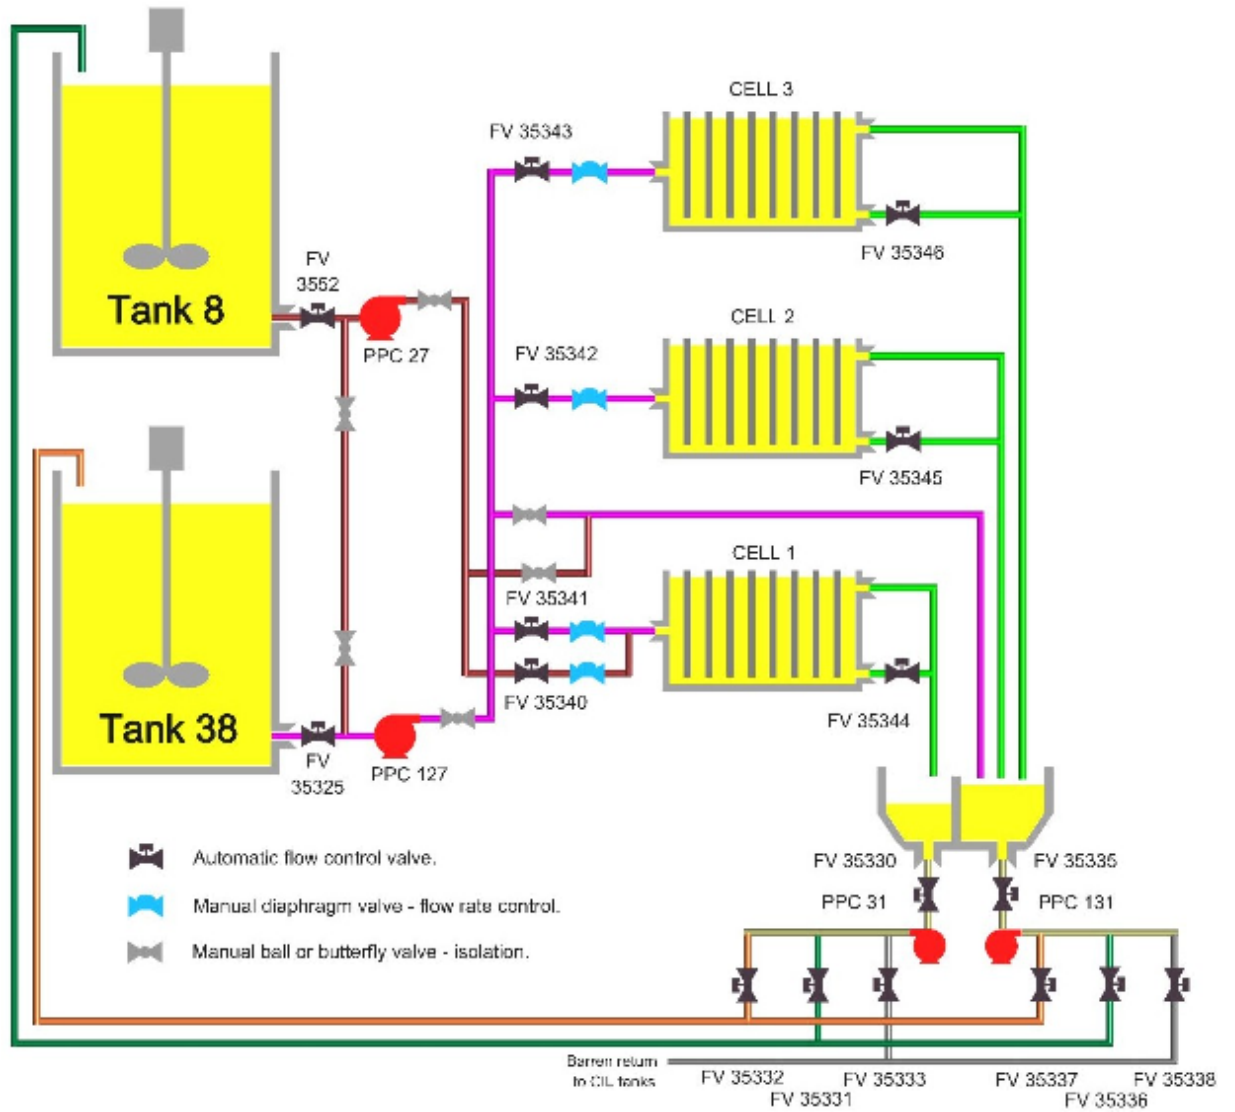 CELL 3
FV 35343
FV 35346
FV
3552
Tank 8
PPC 27
CELL 2
FV 35342
FV 35345
CELL 1
FV 35341
FV 35340
FV 35344
Tank 38
FV
35325
PPC 127
Automatic flow control valve.
Manual diaphragm valve - flow rate control.
Manual ball or butterfly valve - isolation.
FV 35330
FV 35335
PPC 31
PPC 131
Barren return
to CIL tanks
FV 35332
FV 35333
FV 35337
FV 35338
FV 35331
FV 35336